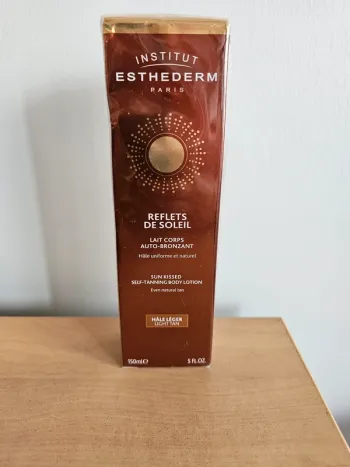 INSTITUT
ESTHEDERM
PARIS
REFLETS
DE SOLEIL
LAIT CORPS
AUTO-BRONZANT
Hâle uniforme et naturel
SUN KISSED
SELF-TANNING BODY LOTION
Even natural tan
HÂLE LÉGER
LIGHT TAN
150ml℮ 5 FL.OZ.